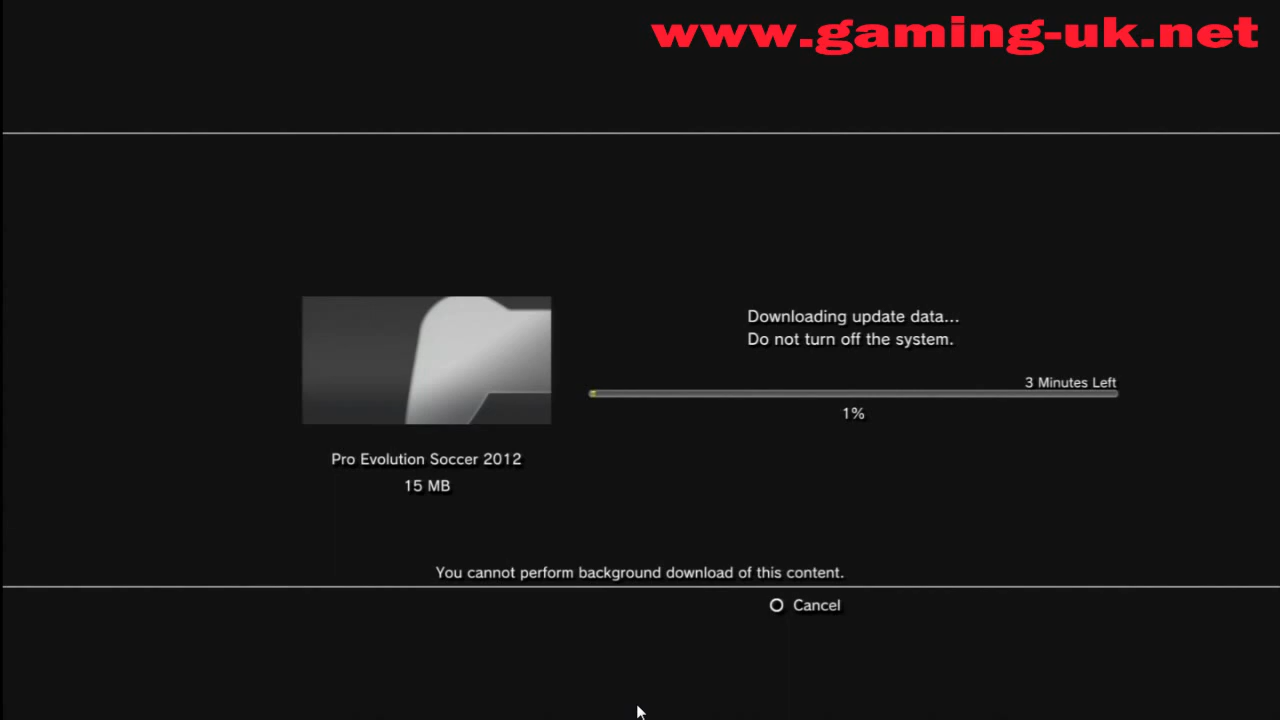 www.gaming-uk.net
Downloading update data...
Do not turn off the system.
3 Minutes Left
1%
Pro Evolution Soccer 2012
15 MB
You cannot perform background download of this content.
Cancel